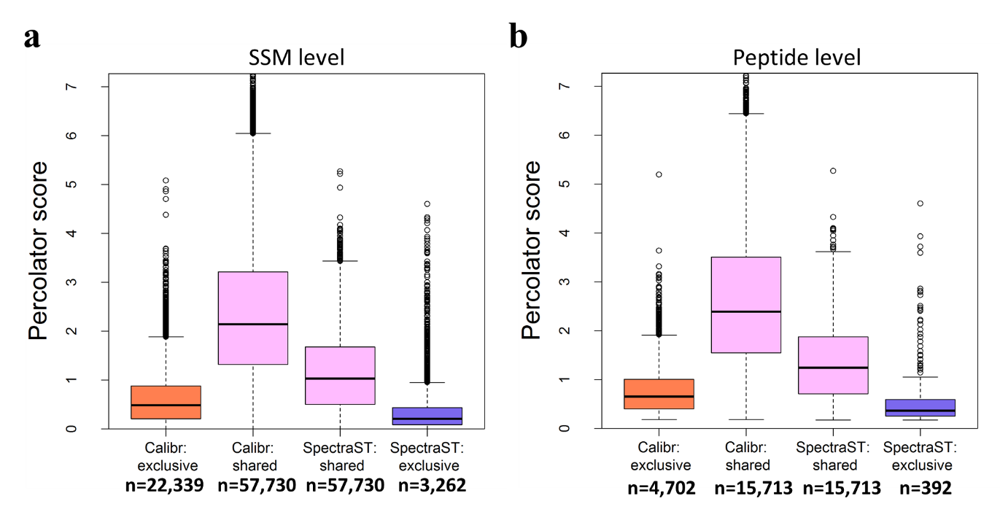 a
SSM level
Percolator score
7
6
5
4
3
2
1
0
Calibr: exclusive
n=22,339
Calibr: shared
n=57,730
SpectraST: shared
n=57,730
SpectraST: exclusive
n=3,262
b
Peptide level
Percolator score
7
6
5
4
3
2
1
0
Calibr: exclusive
n=4,702
Calibr: shared
n=15,713
SpectraST: shared
n=15,713
SpectraST: exclusive
n=392